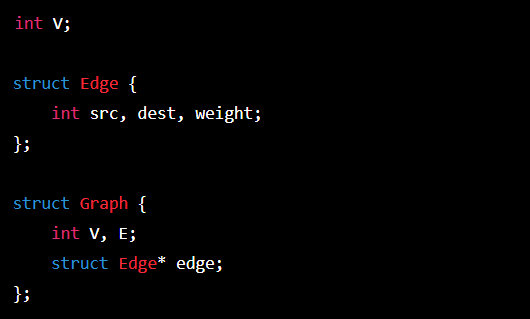 int V;
struct Edge {
    int src, dest, weight;
};
struct Graph {
    int V, E;
    struct Edge* edge;
};